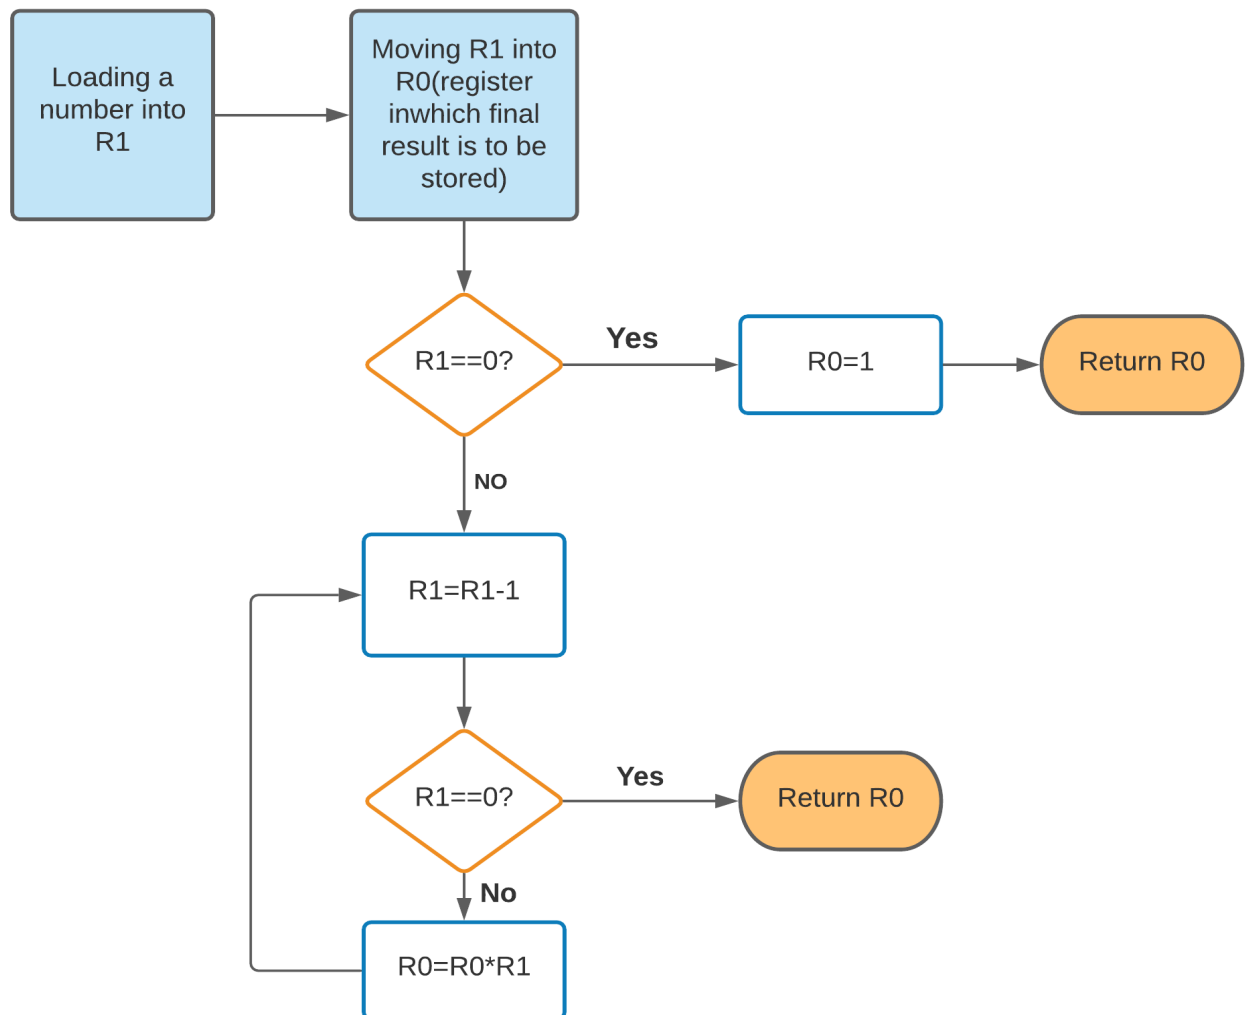 Loading a
number into
R1
Moving R1 into
R0(register
inwhich final
result is to be
stored)
R1==0?
Yes
R0=1
Return R0
NO
R1=R1-1
R1==0?
Yes
Return R0
No
R0=R0*R1